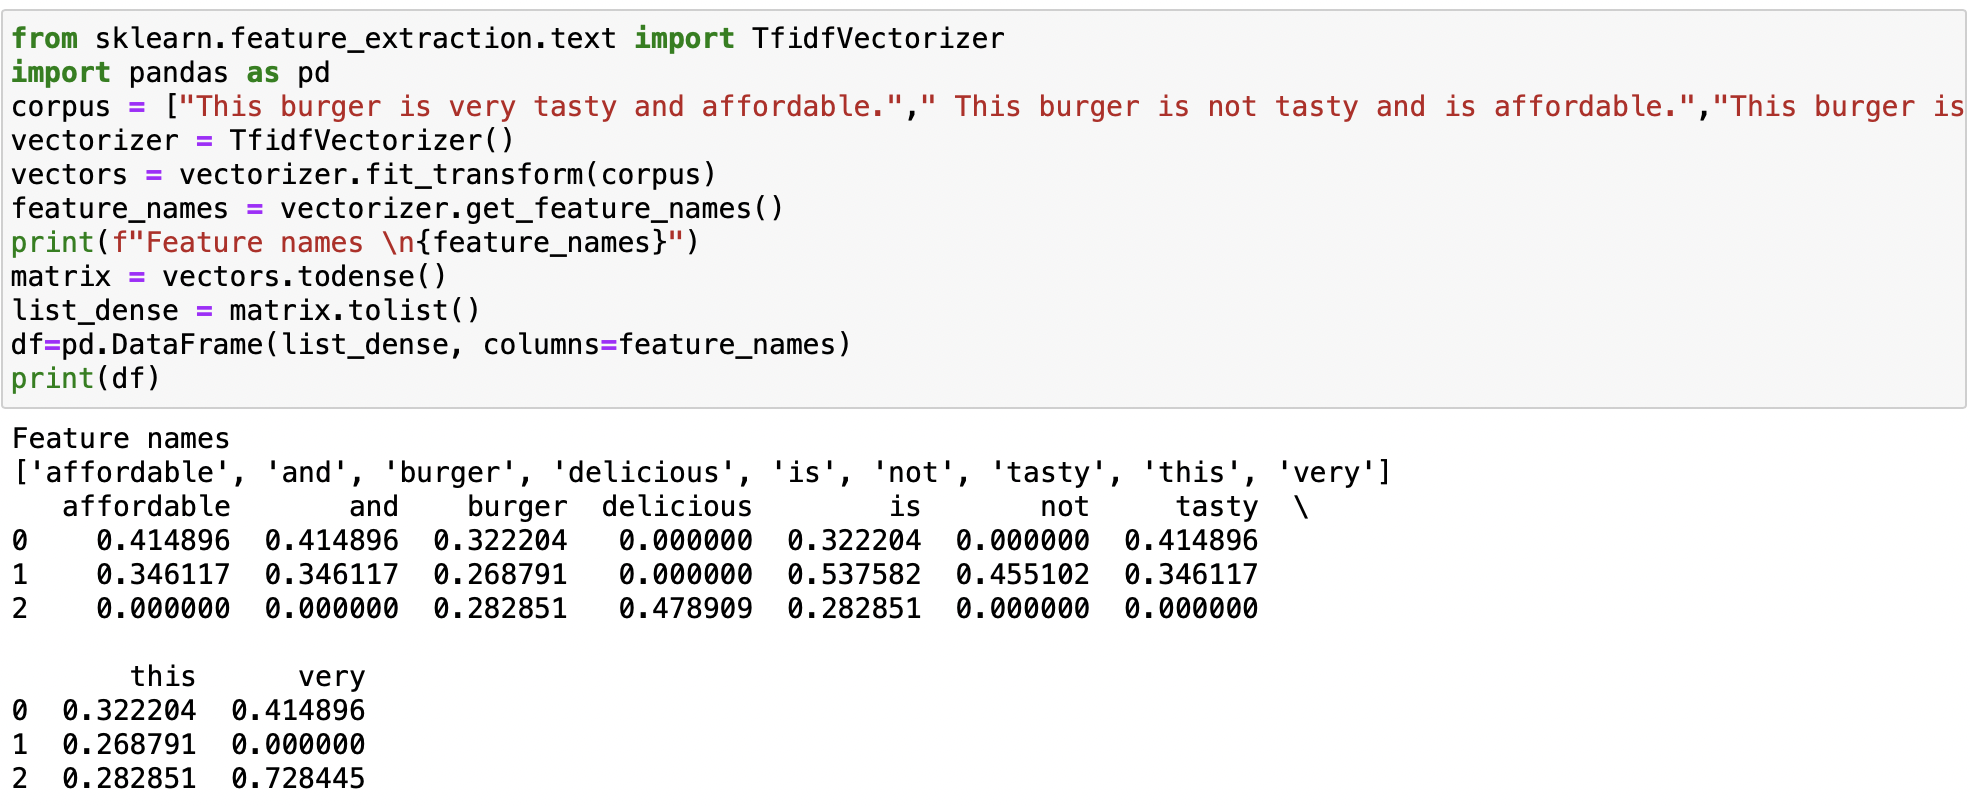 from sklearn.feature_extraction.text import TfidfVectorizer
import pandas as pd
corpus = ["This burger is very tasty and affordable."," This burger is not tasty and is affordable.","This burger is
vectorizer = TfidfVectorizer()
vectors = vectorizer.fit_transform(corpus)
feature_names = vectorizer.get_feature_names()
print(f"Feature names \n{feature_names}")
matrix = vectors.todense()
list_dense = matrix.tolist()
df=pd.DataFrame(list_dense, columns=feature_names)
print(df)
Feature names
['affordable', 'and', 'burger', 'delicious', 'is', 'not', 'tasty', 'this', 'very']
   affordable       and    burger  delicious        is       not     tasty  \
0    0.414896  0.414896  0.322204   0.000000  0.322204  0.000000  0.414896
1    0.346117  0.346117  0.268791   0.000000  0.537582  0.455102  0.346117
2    0.000000  0.000000  0.282851   0.478909  0.282851  0.000000  0.000000
       this      very
0  0.322204  0.414896
1  0.268791  0.000000
2  0.282851  0.728445